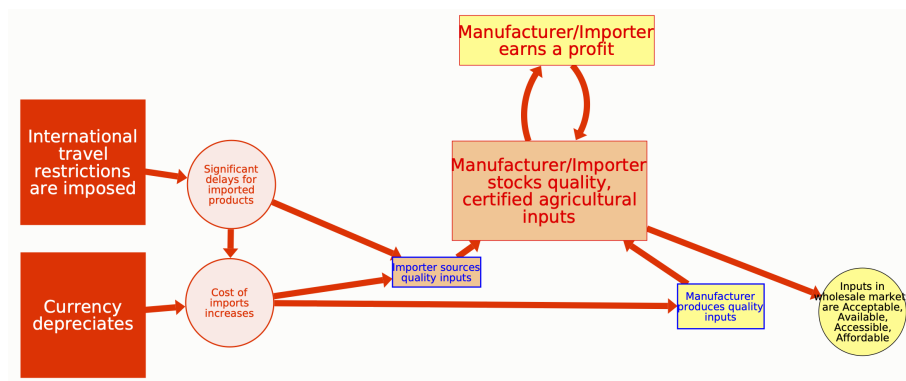 Manufacturer/Importer
earns a profit
International
travel
restrictions
are imposed
Significant
delays for
imported
products
Manufacturer/Importer
stocks quality,
certified agricultural
inputs
Importer sources
quality inputs
Currency
depreciates
Cost of
imports
increases
Manufacturer
produces quality
inputs
Inputs in
wholesale market
are Acceptable,
Available,
Accessible,
Affordable